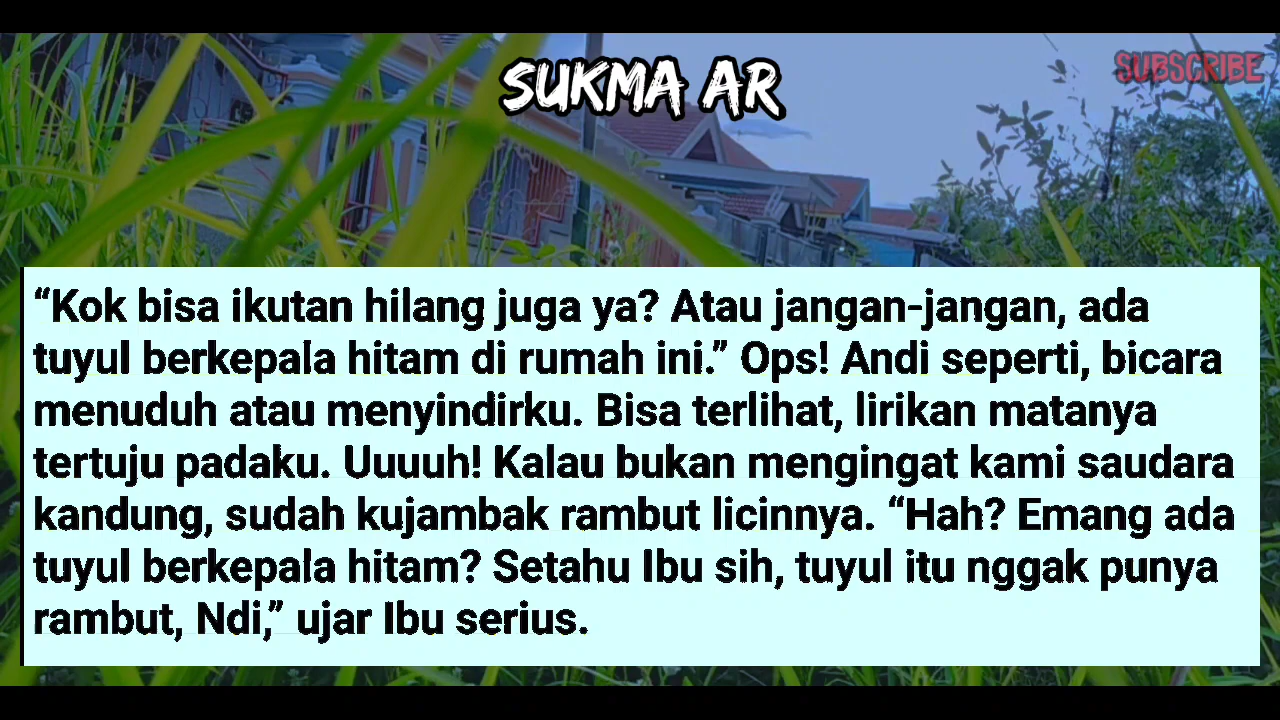 SUKMA AR
SUBSCRIBE
“Kok bisa ikutan hilang juga ya? Atau jangan-jangan, ada
tuyul berkepala hitam di rumah ini.” Ops! Andi seperti, bicara
menuduh atau menyindirku. Bisa terlihat, lirikan matanya
tertuju padaku. Uuuuh! Kalau bukan mengingat kami saudara
kandung, sudah kujambak rambut licinnya. “Hah? Emang ada
tuyul berkepala hitam? Setahu Ibu sih, tuyul itu nggak punya
rambut, Ndi,” ujar Ibu serius.